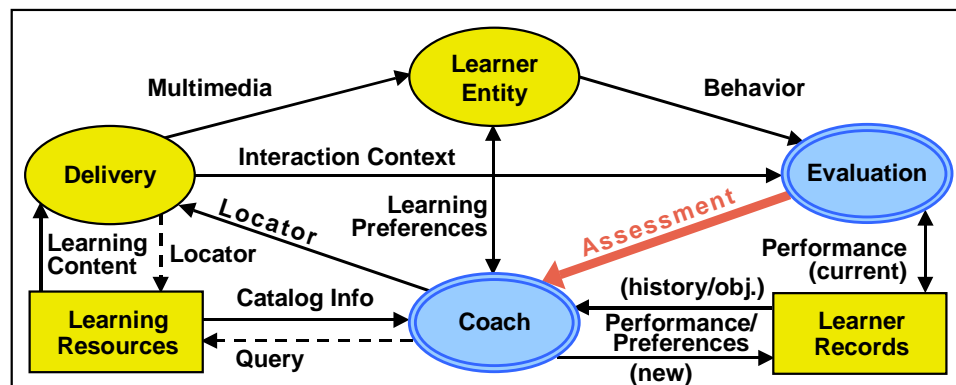 Learner
Entity
Multimedia
Behavior
Delivery
Interaction Context
Evaluation
Locator
Learning
Preferences
Assessment
Learning
Content
Locator
Performance
(current)
Learning
Resources
Catalog Info
Query
Coach
(history/obj.)
Performance/
Preferences
(new)
Learner
Records